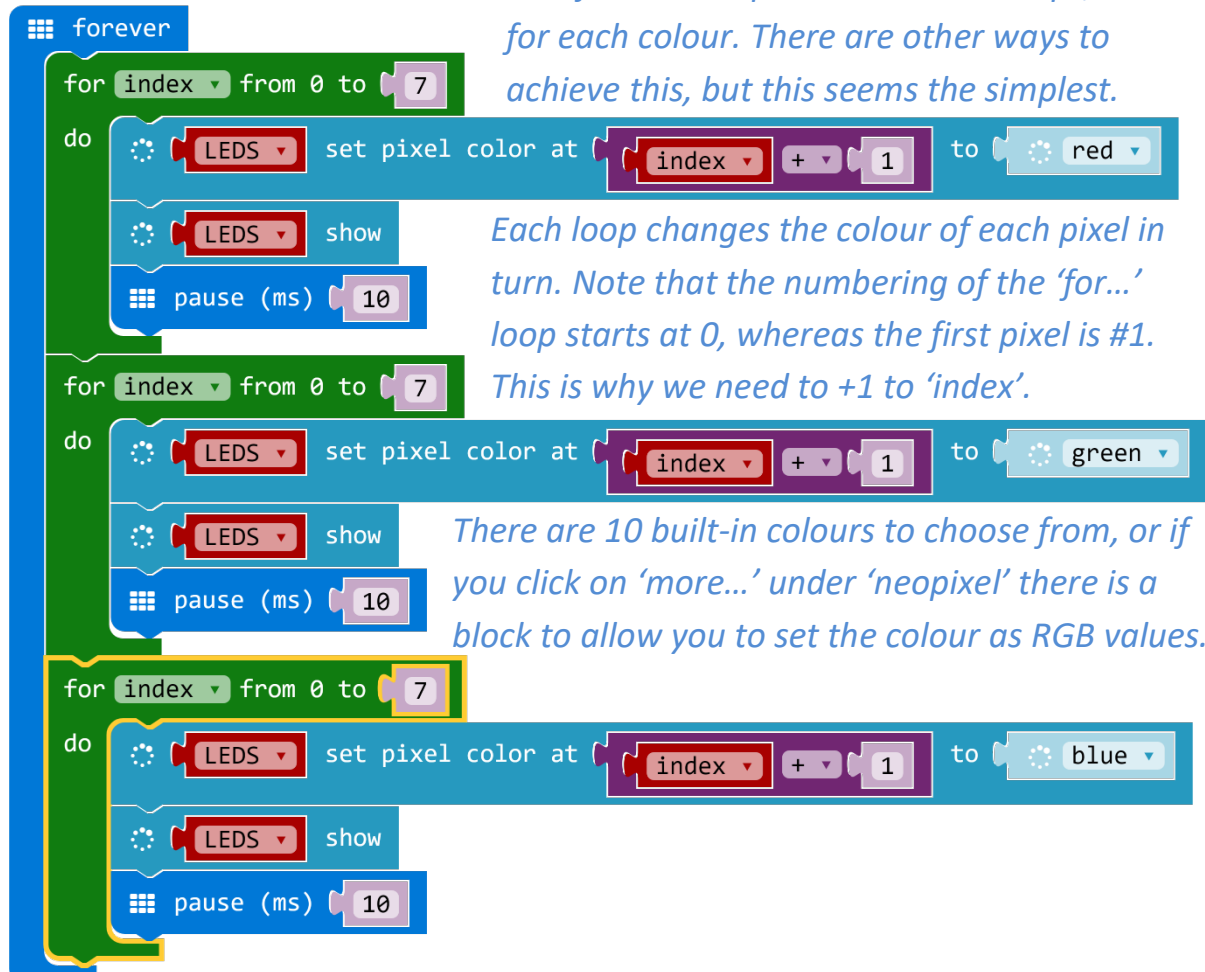 forever
for each colour. There are other ways to
for index from 0 to 7
achieve this, but this seems the simplest.
do LEDS set pixel color at index + 1 to red
LEDS show
Each loop changes the colour of each pixel in
turn. Note that the numbering of the ‘for…’
pause (ms) 10
loop starts at 0, whereas the first pixel is #1.
for index from 0 to 7
This is why we need to +1 to ‘index’.
do LEDS set pixel color at index + 1 to green
LEDS show
There are 10 built-in colours to choose from, or if
pause (ms) 10
you click on ‘more…’ under ‘neopixel’ there is a
block to allow you to set the colour as RGB values.
for index from 0 to 7
do LEDS set pixel color at index + 1 to blue
LEDS show
pause (ms) 10